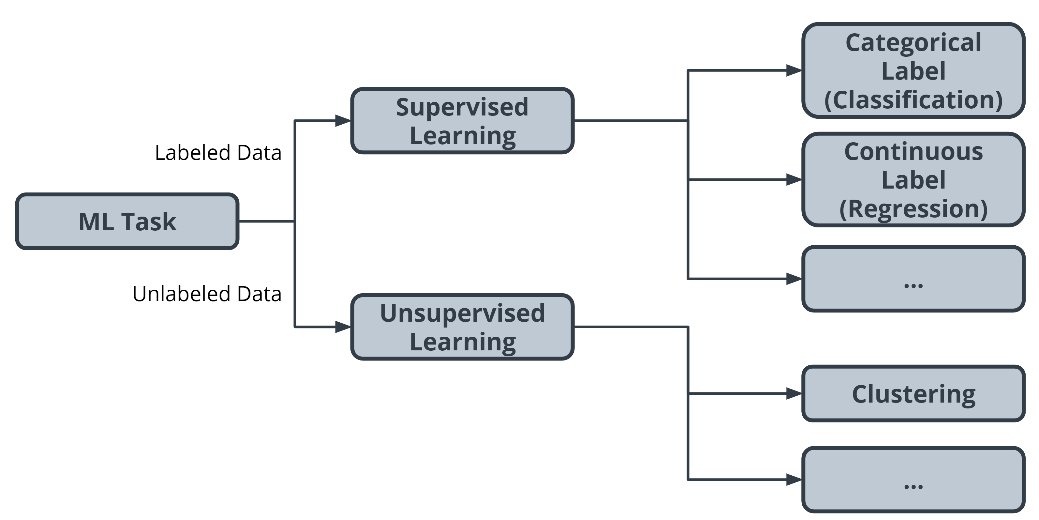 Categorical
Label
(Classification)
Supervised
Learning
Labeled Data
Continuous
Label
(Regression)
ML Task
...
Unlabeled Data
Unsupervised
Learning
Clustering
...